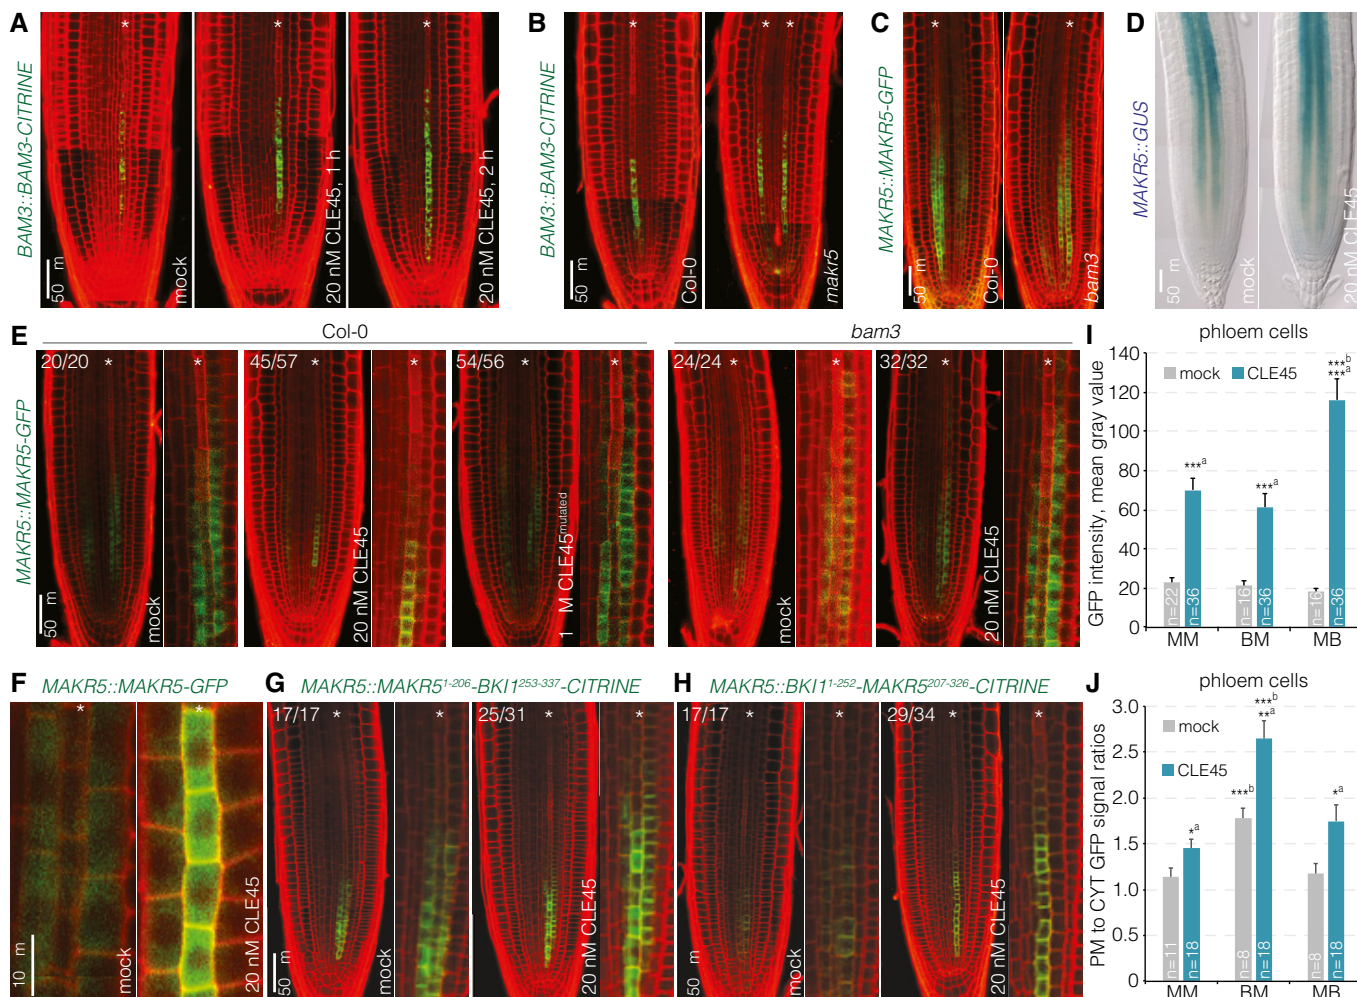 A
BAM3::BAM3-CITRINE
*
*
*
50 m
mock
20 nM CLE45, 1 h
20 nM CLE45, 2 h
B
BAM3::BAM3-CITRINE
*
* *
50 m
Col-0
makr5
C
MAKR5::MAKR5-GFP
*
*
50 m
Col-0
bam3
D
MAKR5::GUS
50 m
mock
20 nM CLE45
E
Col-0
bam3
MAKR5::MAKR5-GFP
20/20 *
*
45/57 *
*
54/56 *
*
24/24 *
*
32/32 *
*
50 m
mock
20 nM CLE45
1 M CLE45mutated
mock
20 nM CLE45
F
MAKR5::MAKR5-GFP
*
*
10 m
mock
20 nM CLE45
G
MAKR5::MAKR5¹⁻²⁰⁶-BKI1²⁵³⁻³³⁷-CITRINE
17/17 *
*
25/31 *
*
50 m
mock
20 nM CLE45
H
MAKR5::BKI1¹⁻²⁵²-MAKR5²⁰⁷⁻³²⁶-CITRINE
17/17 *
*
29/34 *
*
mock
20 nM CLE45
I
phloem cells
GFP intensity, mean gray value
140
120
100
80
60
40
20
0
mock
CLE45
***a
***a
***b
***a
n=22
n=36
n=16
n=36
n=16
n=36
MM
BM
MB
J
phloem cells
PM to CYT GFP signal ratios
3.0
2.5
2.0
1.5
1.0
0.5
0
mock
CLE45
*a
***b
***b
**a
*a
n=11
n=18
n=8
n=18
n=8
n=18
MM
BM
MB